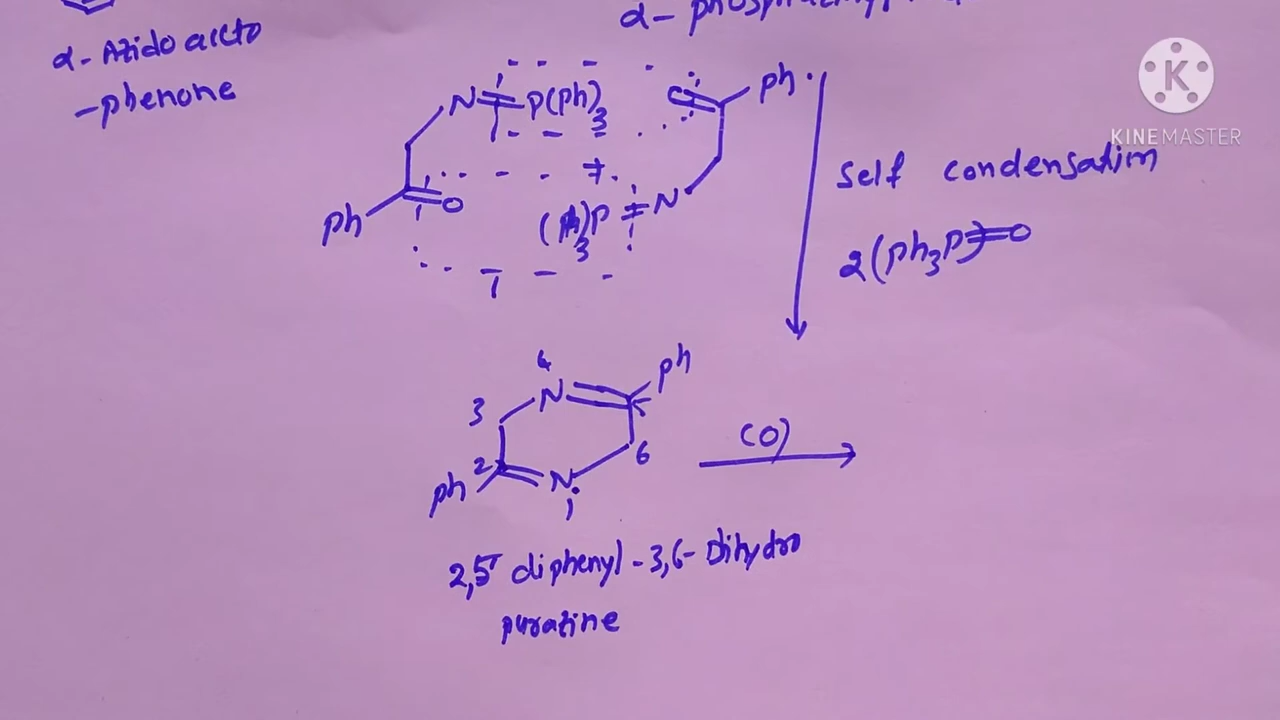 α- Azido aceto
-phenone
N=P(Ph)3
O
Ph
+
Ph
O
(Ph)3P=N
K
KINEMASTER
Self condensation
2(Ph3P)=O
4
N
Ph
3
2
Ph
N
1
6
(O)
2,5 diphenyl-3,6-Dihydro
pyrazine